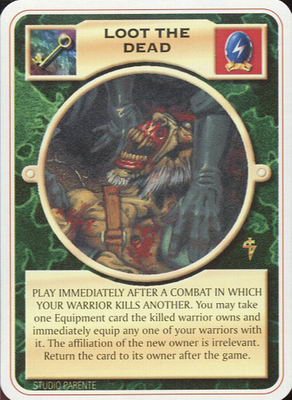 LOOT THE
DEAD
PLAY IMMEDIATELY AFTER A COMBAT IN WHICH
YOUR WARRIOR KILLS ANOTHER. You may take
one Equipment card the killed warrior owns and
immediately equip any one of your warriors with
it. The affiliation of the new owner is irrelevant.
Return the card to its owner after the game.
STUDIO PARENTE